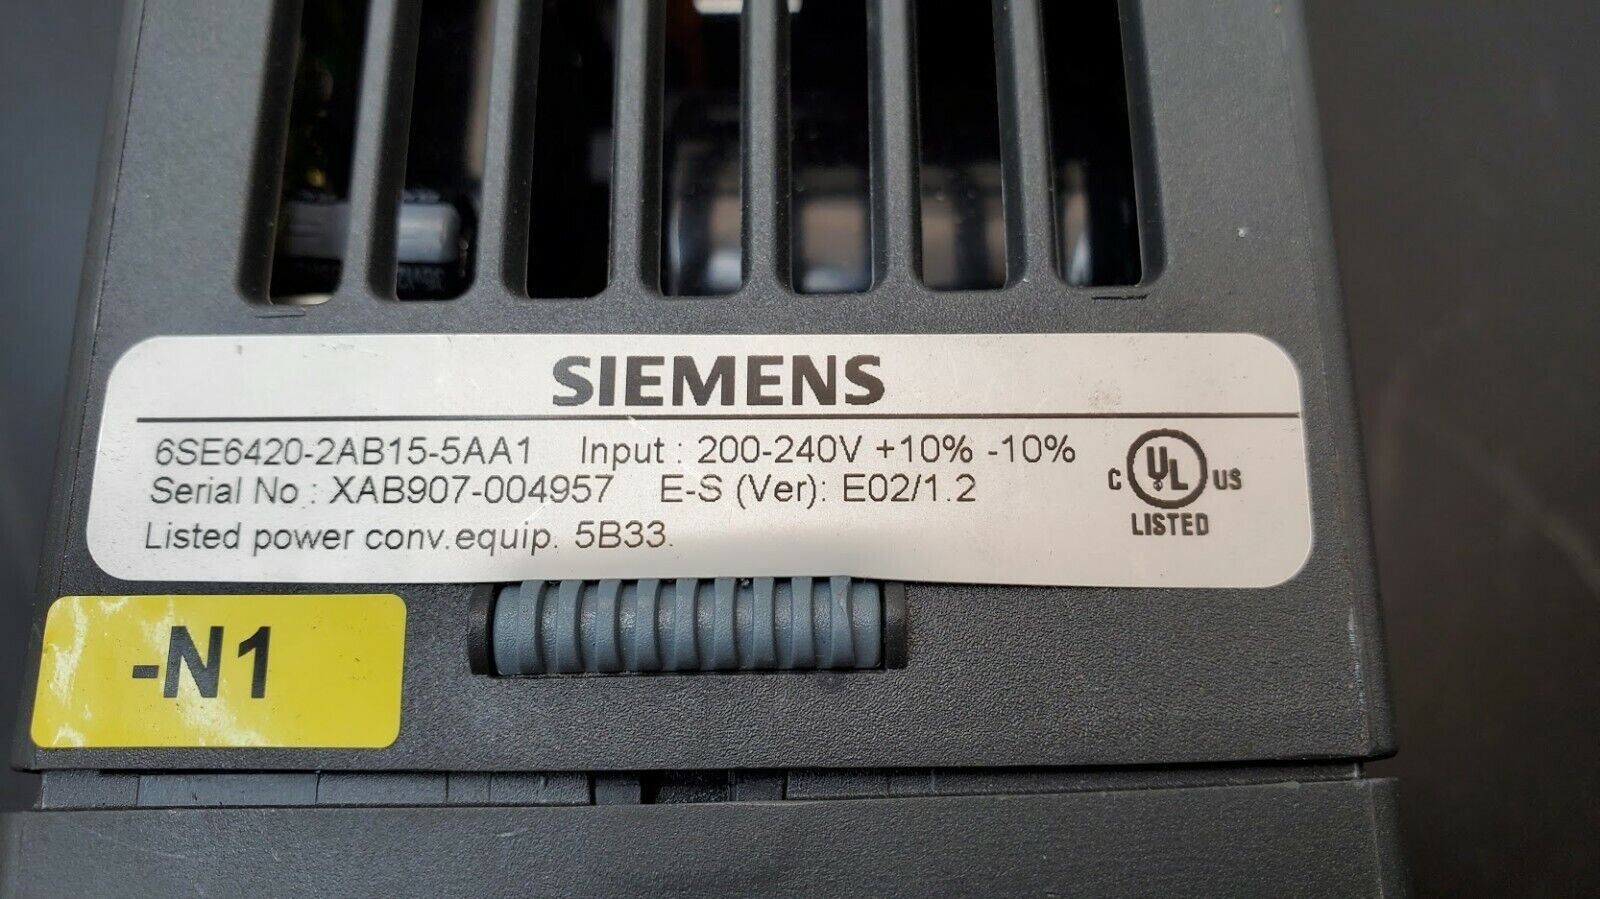 SIEMENS
6SE6420-2AB15-5AA1 Input : 200-240V +10% -10%
Serial No : XAB907-004957 E-S (Ver): E02/1.2
Listed power conv.equip. 5B33.
C UL US
LISTED
-N1